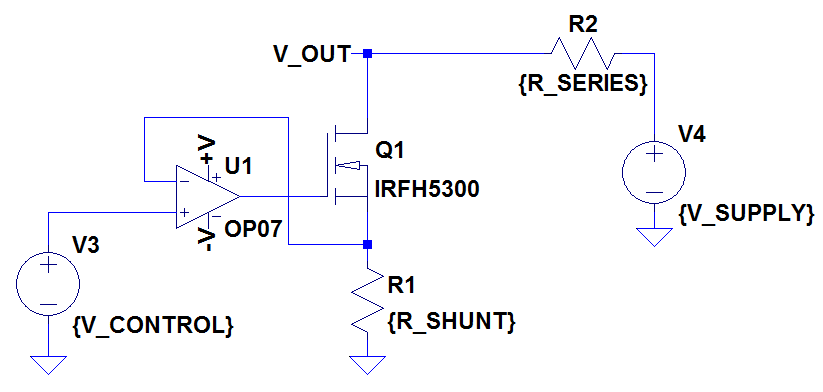 R2
V_OUT
{R_SERIES}
V4
+V
U1
Q1
IRFH5300
{V_SUPPLY}
-V
OP07
V3
R1
{R_SHUNT}
{V_CONTROL}